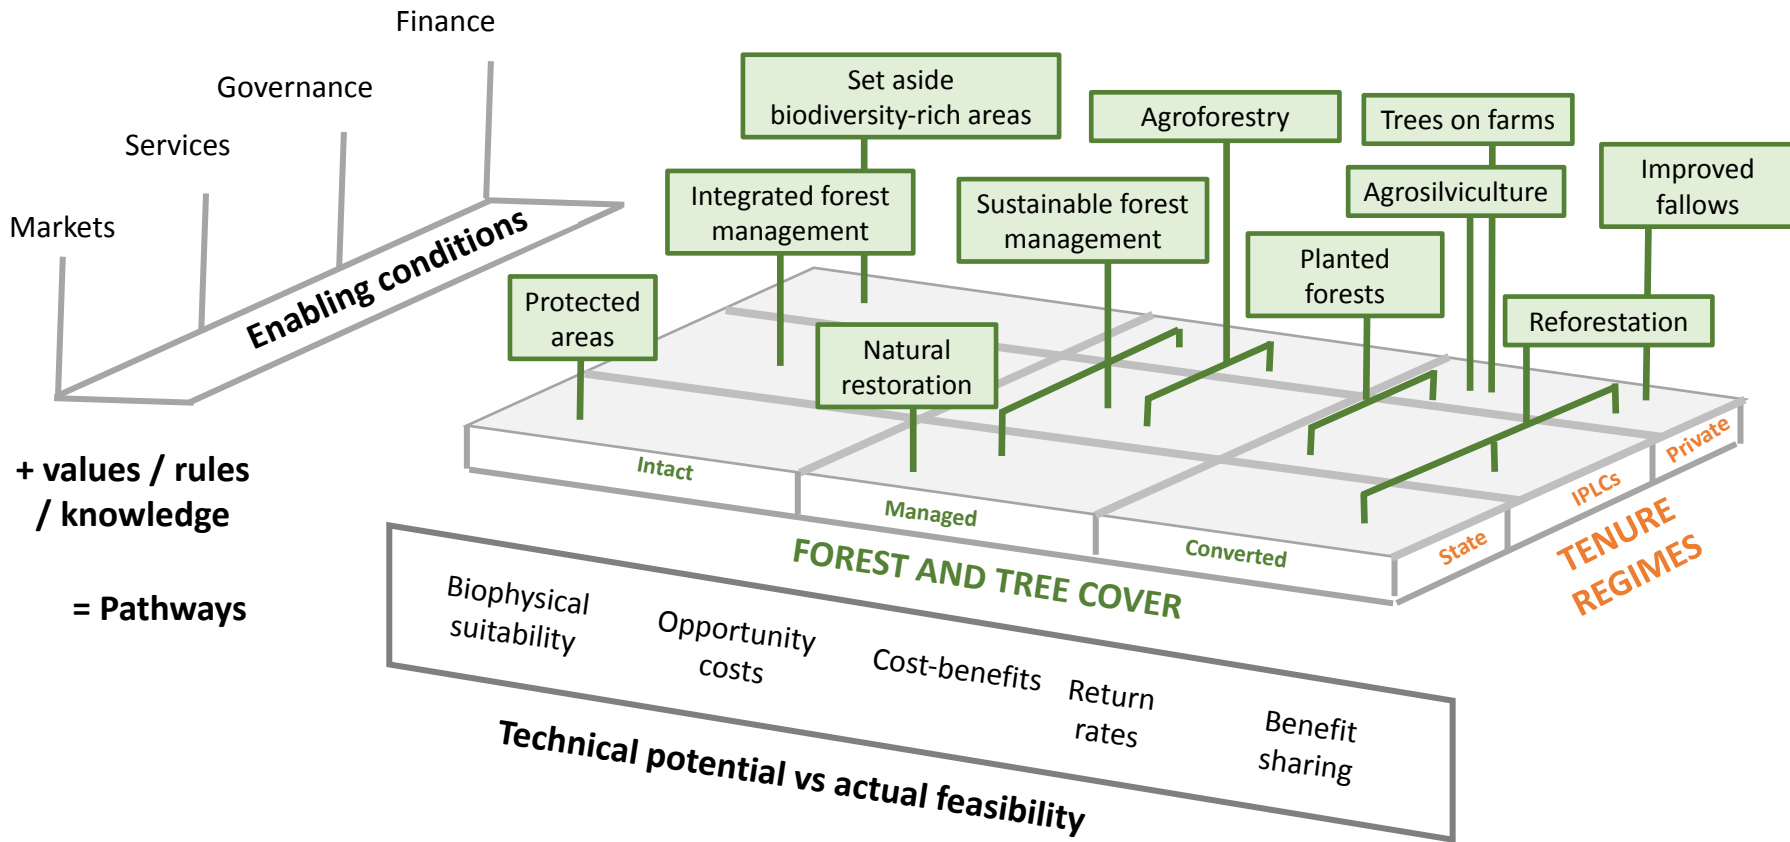 Finance
Governance
Services
Markets
Enabling conditions
+ values / rules
/ knowledge
= Pathways
Set aside
biodiversity-rich areas
Agroforestry
Trees on farms
Improved
fallows
Integrated forest
management
Sustainable forest
management
Agrosilviculture
Planted
forests
Protected
areas
Natural
restoration
Reforestation
Intact
Managed
Converted
FOREST AND TREE COVER
State
IPLCs
Private
TENURE
REGIMES
Biophysical
suitability
Opportunity
costs
Cost-benefits
Return
rates
Benefit
sharing
Technical potential vs actual feasibility